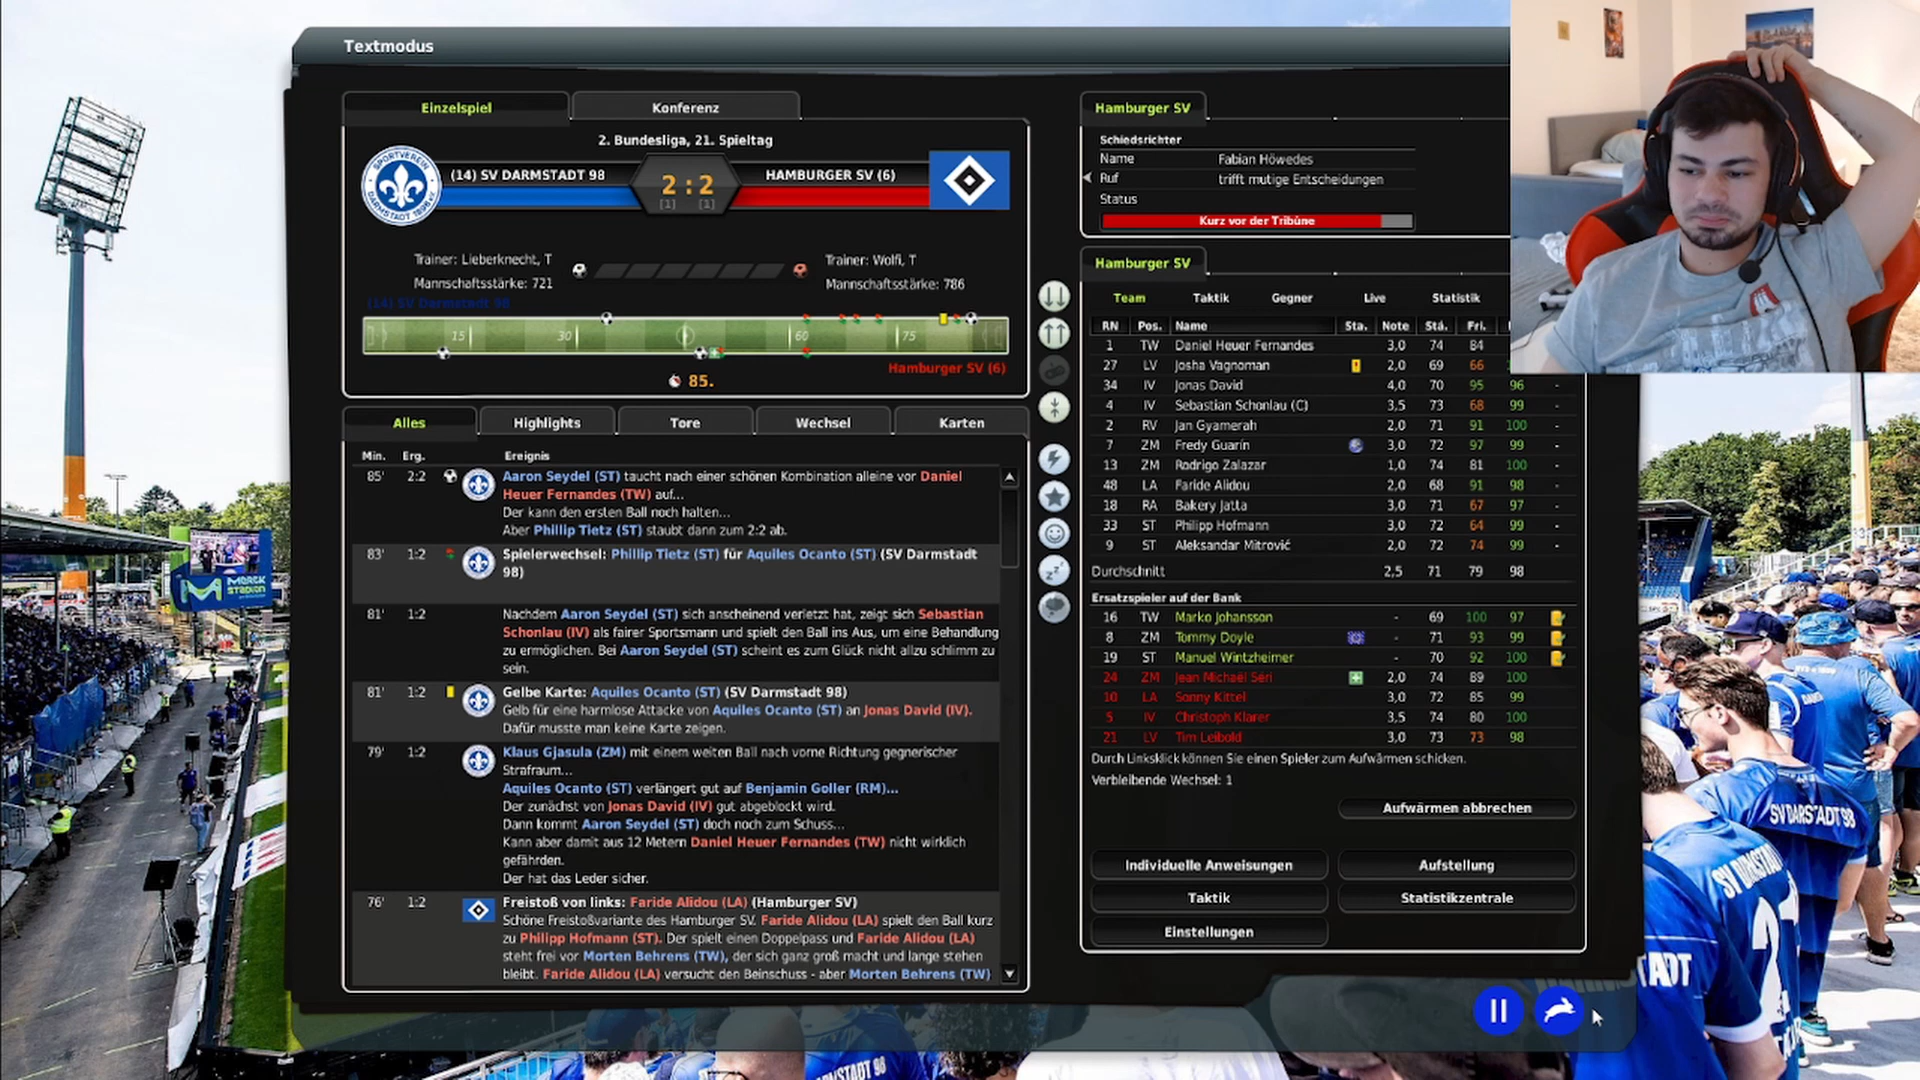 Textmodus
Einzelspiel
Konferenz
2. Bundesliga, 21. Spieltag
SPORTVEREIN
DARMSTADT 1898 e.V.
(14) SV DARMSTADT 98
2 : 2
[1] [1]
HAMBURGER SV (6)
Trainer: Lieberknecht, T
Mannschaftsstärke: 721
Trainer: Wolfi, T
Mannschaftsstärke: 786
(14) SV Darmstadt 98
15 30 60 75
Hamburger SV (6)
85.
Alles Highlights Tore Wechsel Karten
Min. Erg. Ereignis
85' 2:2 Aaron Seydel (ST) taucht nach einer schönen Kombination alleine vor Daniel
Heuer Fernandes (TW) auf...
Der kann den ersten Ball noch halten...
Aber Phillip Tietz (ST) staubt dann zum 2:2 ab.
83' 1:2 Spielerwechsel: Phillip Tietz (ST) für Aquiles Ocanto (ST) (SV Darmstadt
98)
81' 1:2 Nachdem Aaron Seydel (ST) sich anscheinend verletzt hat, zeigt sich Sebastian
Schonlau (IV) als fairer Sportsmann und spielt den Ball ins Aus, um eine Behandlung
zu ermöglichen. Bei Aaron Seydel (ST) scheint es zum Glück nicht allzu schlimm zu
sein.
81' 1:2 Gelbe Karte: Aquiles Ocanto (ST) (SV Darmstadt 98)
Gelb für eine harmlose Attacke von Aquiles Ocanto (ST) an Jonas David (IV).
Dafür musste man keine Karte zeigen.
79' 1:2 Klaus Gjasula (ZM) mit einem weiten Ball nach vorne Richtung gegnerischer
Strafraum...
Aquiles Ocanto (ST) verlängert gut auf Benjamin Goller (RM)...
Der zunächst von Jonas David (IV) gut abgeblockt wird.
Dann kommt Aaron Seydel (ST) doch noch zum Schuss...
Kann aber damit aus 12 Metern Daniel Heuer Fernandes (TW) nicht wirklich
gefährden.
Der hat das Leder sicher.
76' 1:2 Freistoß von links: Faride Alidou (LA) (Hamburger SV)
Schöne Freistoßvariante des Hamburger SV. Faride Alidou (LA) spielt den Ball kurz
zu Philipp Hofmann (ST). Der spielt einen Doppelpass und Faride Alidou (LA)
steht frei vor Morten Behrens (TW), der sich ganz groß macht und lange stehen
bleibt. Faride Alidou (LA) versucht den Beinschuss - aber Morten Behrens (TW)
Hamburger SV
Schiedsrichter
Name Fabian Höwedes
Ruf trifft mutige Entscheidungen
Status
Kurz vor der Tribüne
Hamburger SV
Team Taktik Gegner Live Statistik
RN Pos. Name Sta. Note Stä. Fri.
1 TW Daniel Heuer Fernandes 3,0 74 84
27 LV Josha Vagnoman 2,0 69 66
34 IV Jonas David 4,0 70 95 96 -
4 IV Sebastian Schonlau (C) 3,5 73 68 99 -
2 RV Jan Gyamerah 2,0 71 91 100 -
7 ZM Fredy Guarín 3,0 72 97 99 -
13 ZM Rodrigo Zalazar 1,0 74 81 100 -
48 LA Faride Alidou 2,0 68 91 98 -
18 RA Bakery Jatta 3,0 71 67 97 -
33 ST Philipp Hofmann 3,0 72 64 99 -
9 ST Aleksandar Mitrović 2,0 72 74 99 -
Durchschnitt 2,5 71 79 98
Ersatzspieler auf der Bank
16 TW Marko Johansson - 69 100 97
8 ZM Tommy Doyle - 71 93 99
19 ST Manuel Wintzheimer - 70 92 100
24 ZM Jean Michaël Séri 2,0 74 89 100
10 LA Sonny Kittel 3,0 72 85 99
5 IV Christoph Klarer 3,5 74 80 100
21 LV Tim Leibold 3,0 73 73 98
Durch Linksklick können Sie einen Spieler zum Aufwärmen schicken.
Verbleibende Wechsel: 1
Aufwärmen abbrechen
Individuelle Anweisungen
Aufstellung
Taktik
Statistikzentrale
Einstellungen
MERCK
STADION
SV DARMSTADT 98